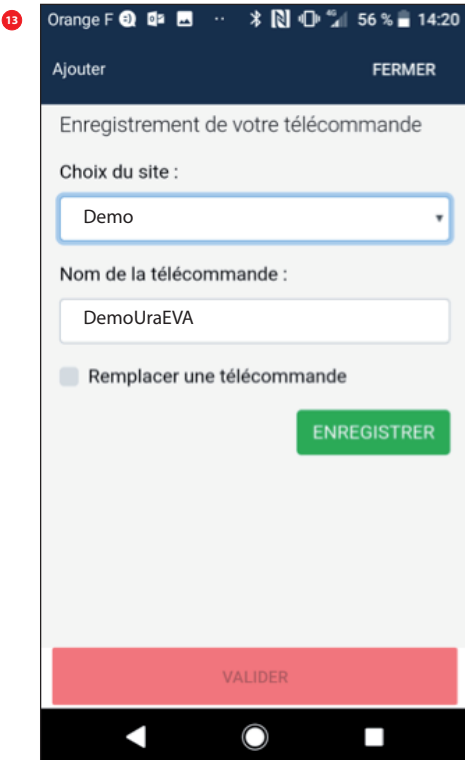 13
Orange F 56 % 14:20
Ajouter FERMER
Enregistrement de votre télécommande
Choix du site :
Demo
Nom de la télécommande :
DemoUraEVA
Remplacer une télécommande
ENREGISTRER
VALIDER